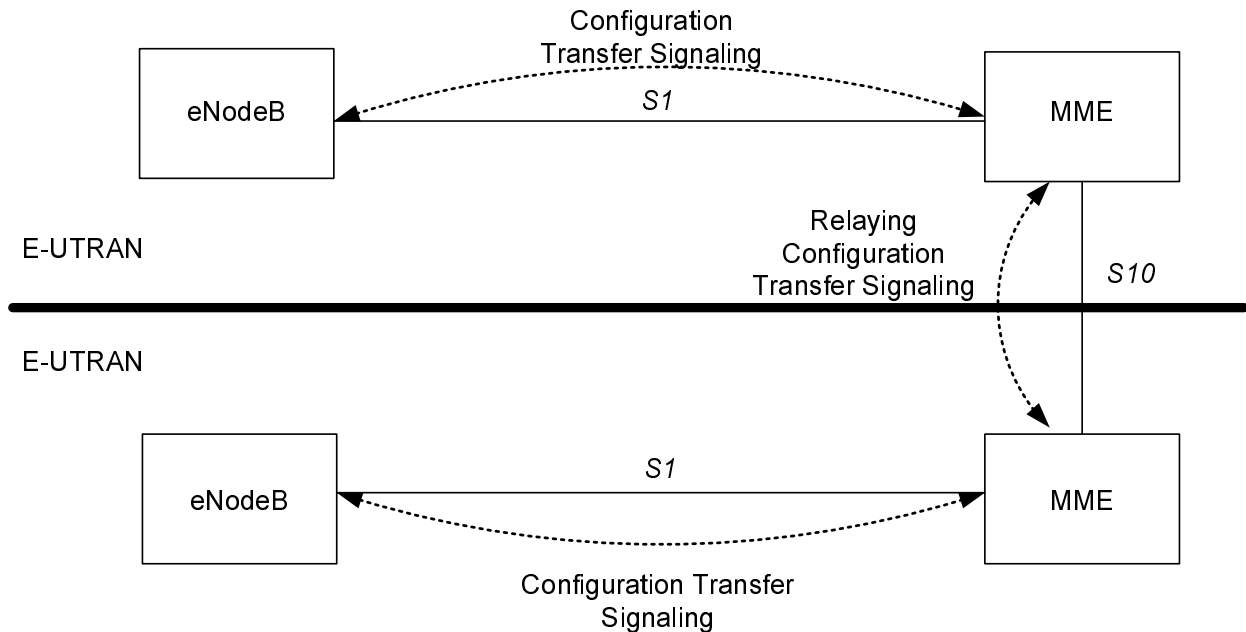 Configuration
Transfer Signaling
eNodeB
S1
MME
Relaying
Configuration
Transfer Signaling
E-UTRAN
S10
E-UTRAN
eNodeB
S1
MME
Configuration Transfer
Signaling